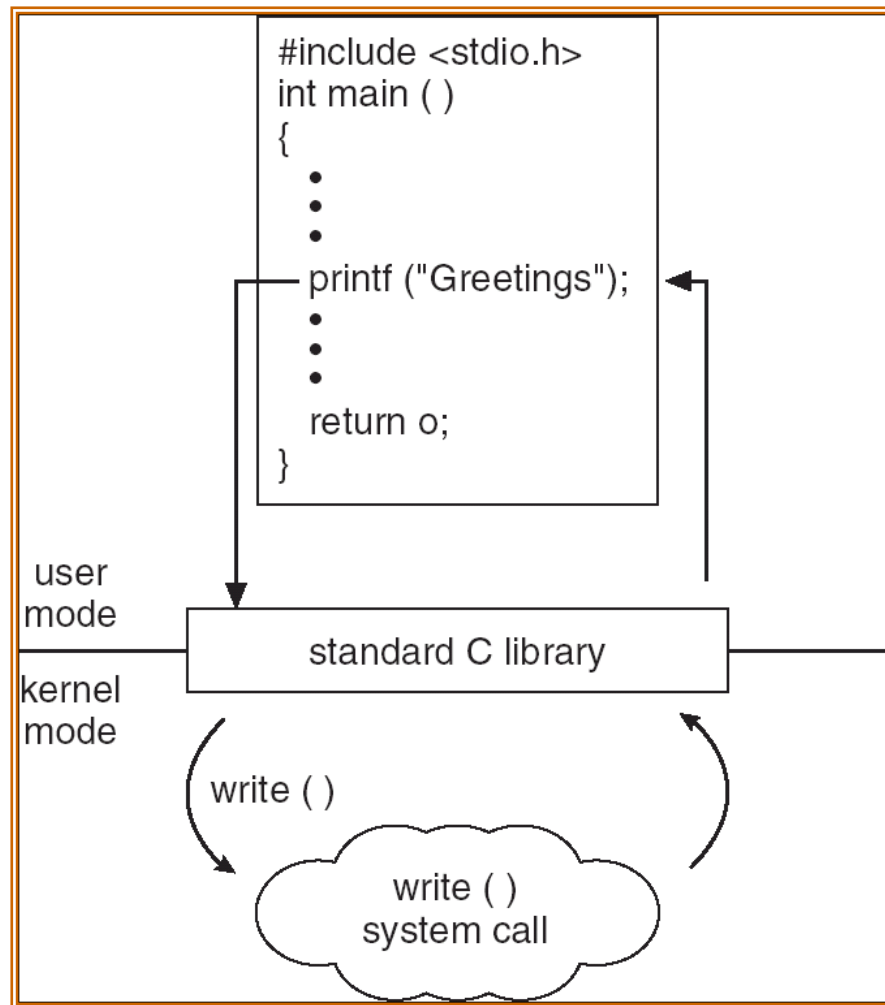 #include <stdio.h>
int main ( )
{
•
•
•
printf ("Greetings");
•
•
•
return o;
}
user
mode
standard C library
kernel
mode
write ( )
write ( )
system call